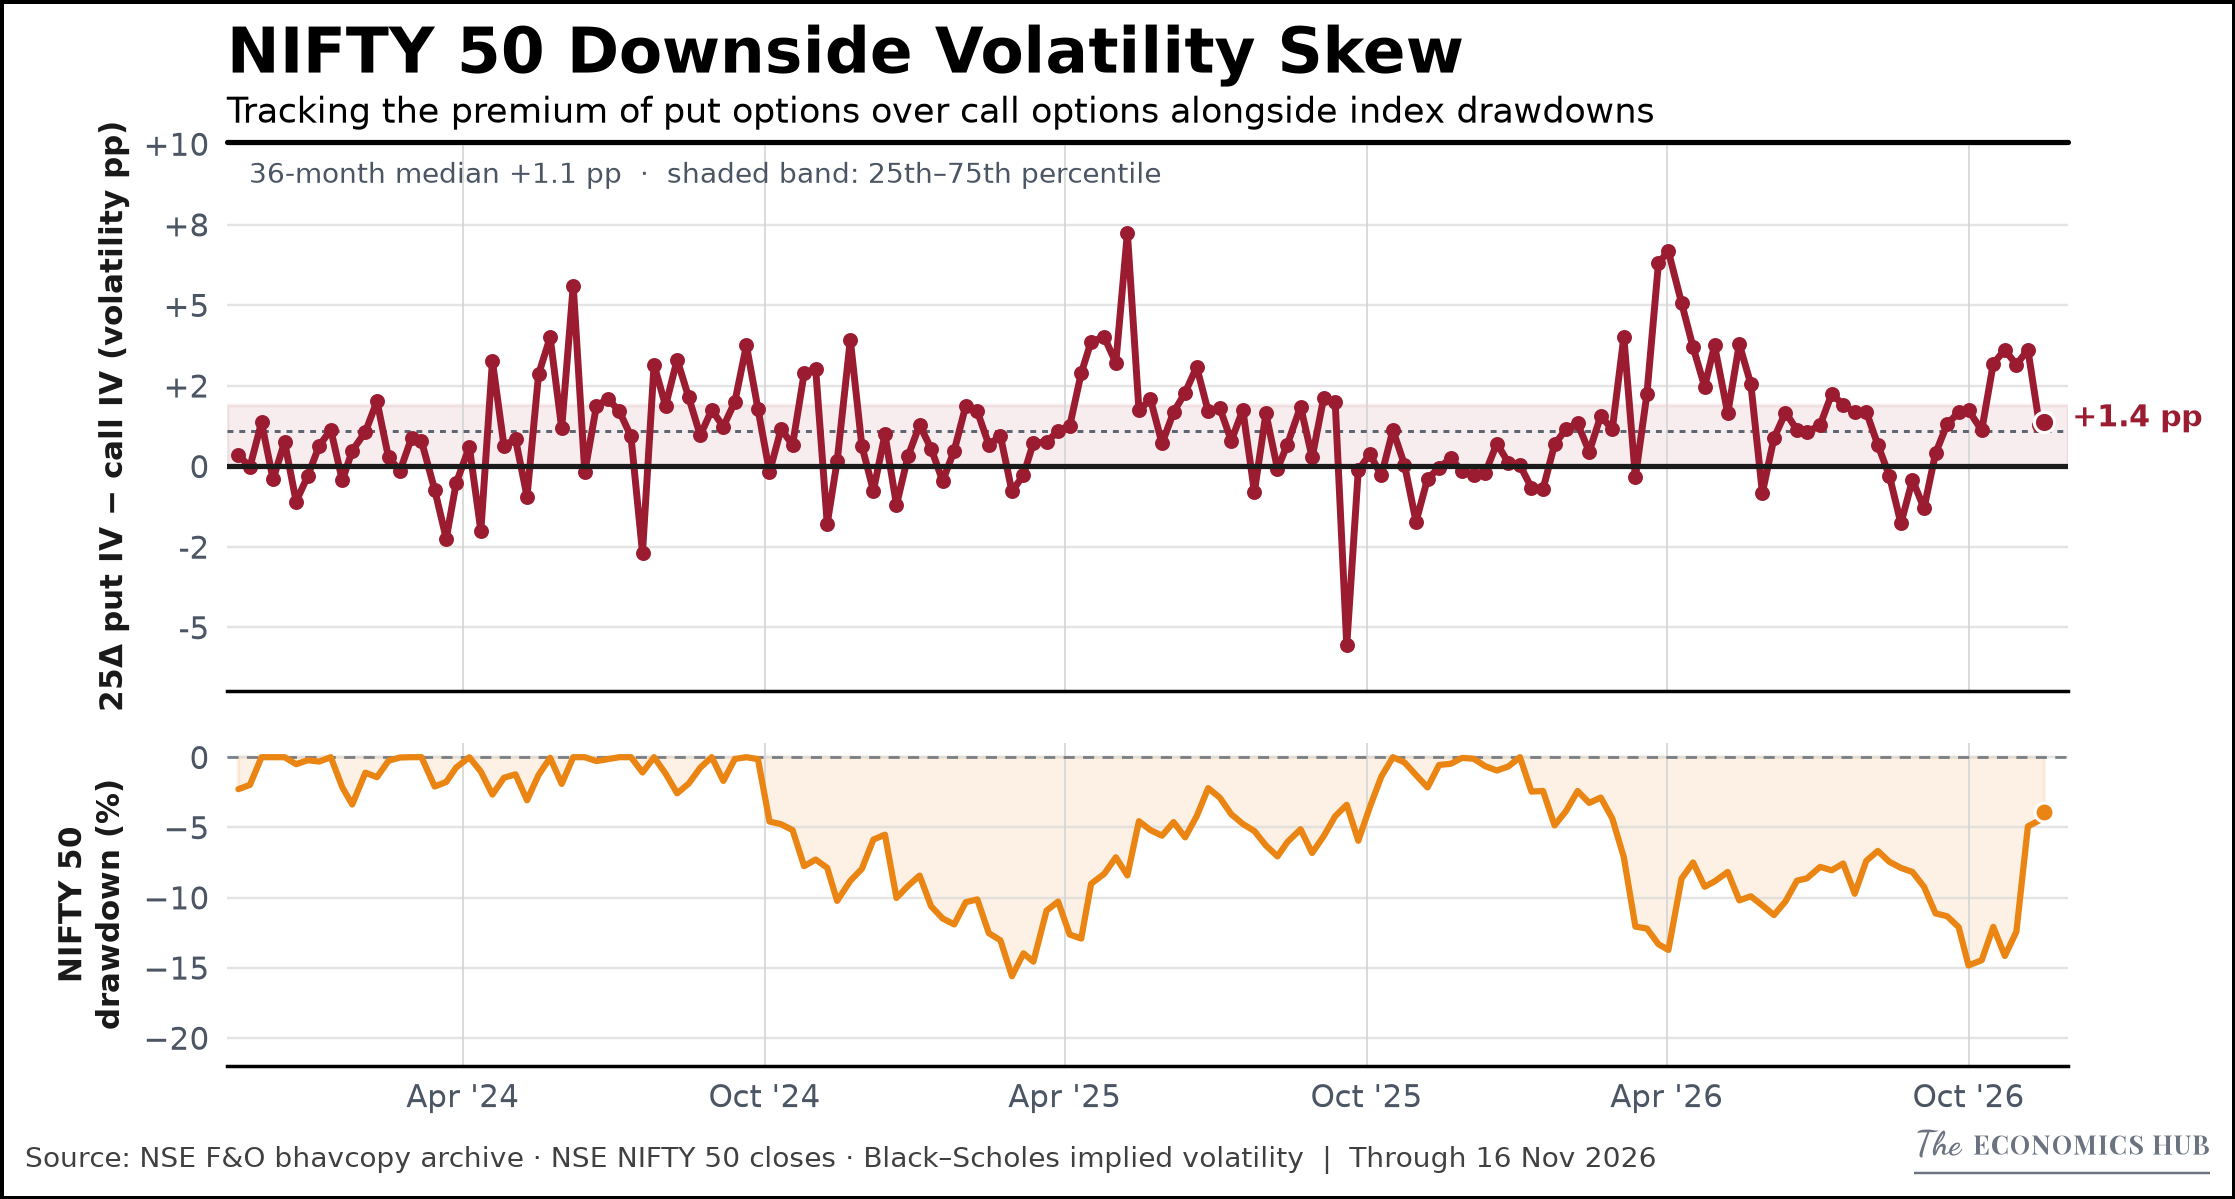 NIFTY 50 Downside Volatility Skew
Tracking the premium of put options over call options alongside index drawdowns
25Δ put IV − call IV (volatility pp)
+10
+8
+5
+2
0
-2
-5
36-month median +1.1 pp · shaded band: 25th–75th percentile
+1.4 pp
NIFTY 50
drawdown (%)
0
−5
−10
−15
−20
Apr '24
Oct '24
Apr '25
Oct '25
Apr '26
Oct '26
Source: NSE F&O bhavcopy archive · NSE NIFTY 50 closes · Black–Scholes implied volatility | Through 16 Nov 2026
The ECONOMICS HUB